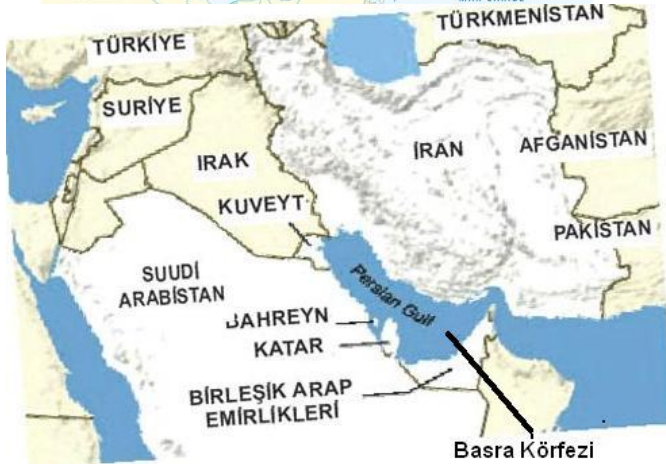 TÜRKMENİSTAN
TÜRKİYE
SURİYE
IRAK
İRAN
AFGANİSTAN
KUVEYT
PAKİSTAN
SUUDİ
ARABİSTAN
Persian Gulf
BAHREYN
KATAR
BİRLEŞİK ARAP
EMİRLİKLERİ
Basra Körfezi